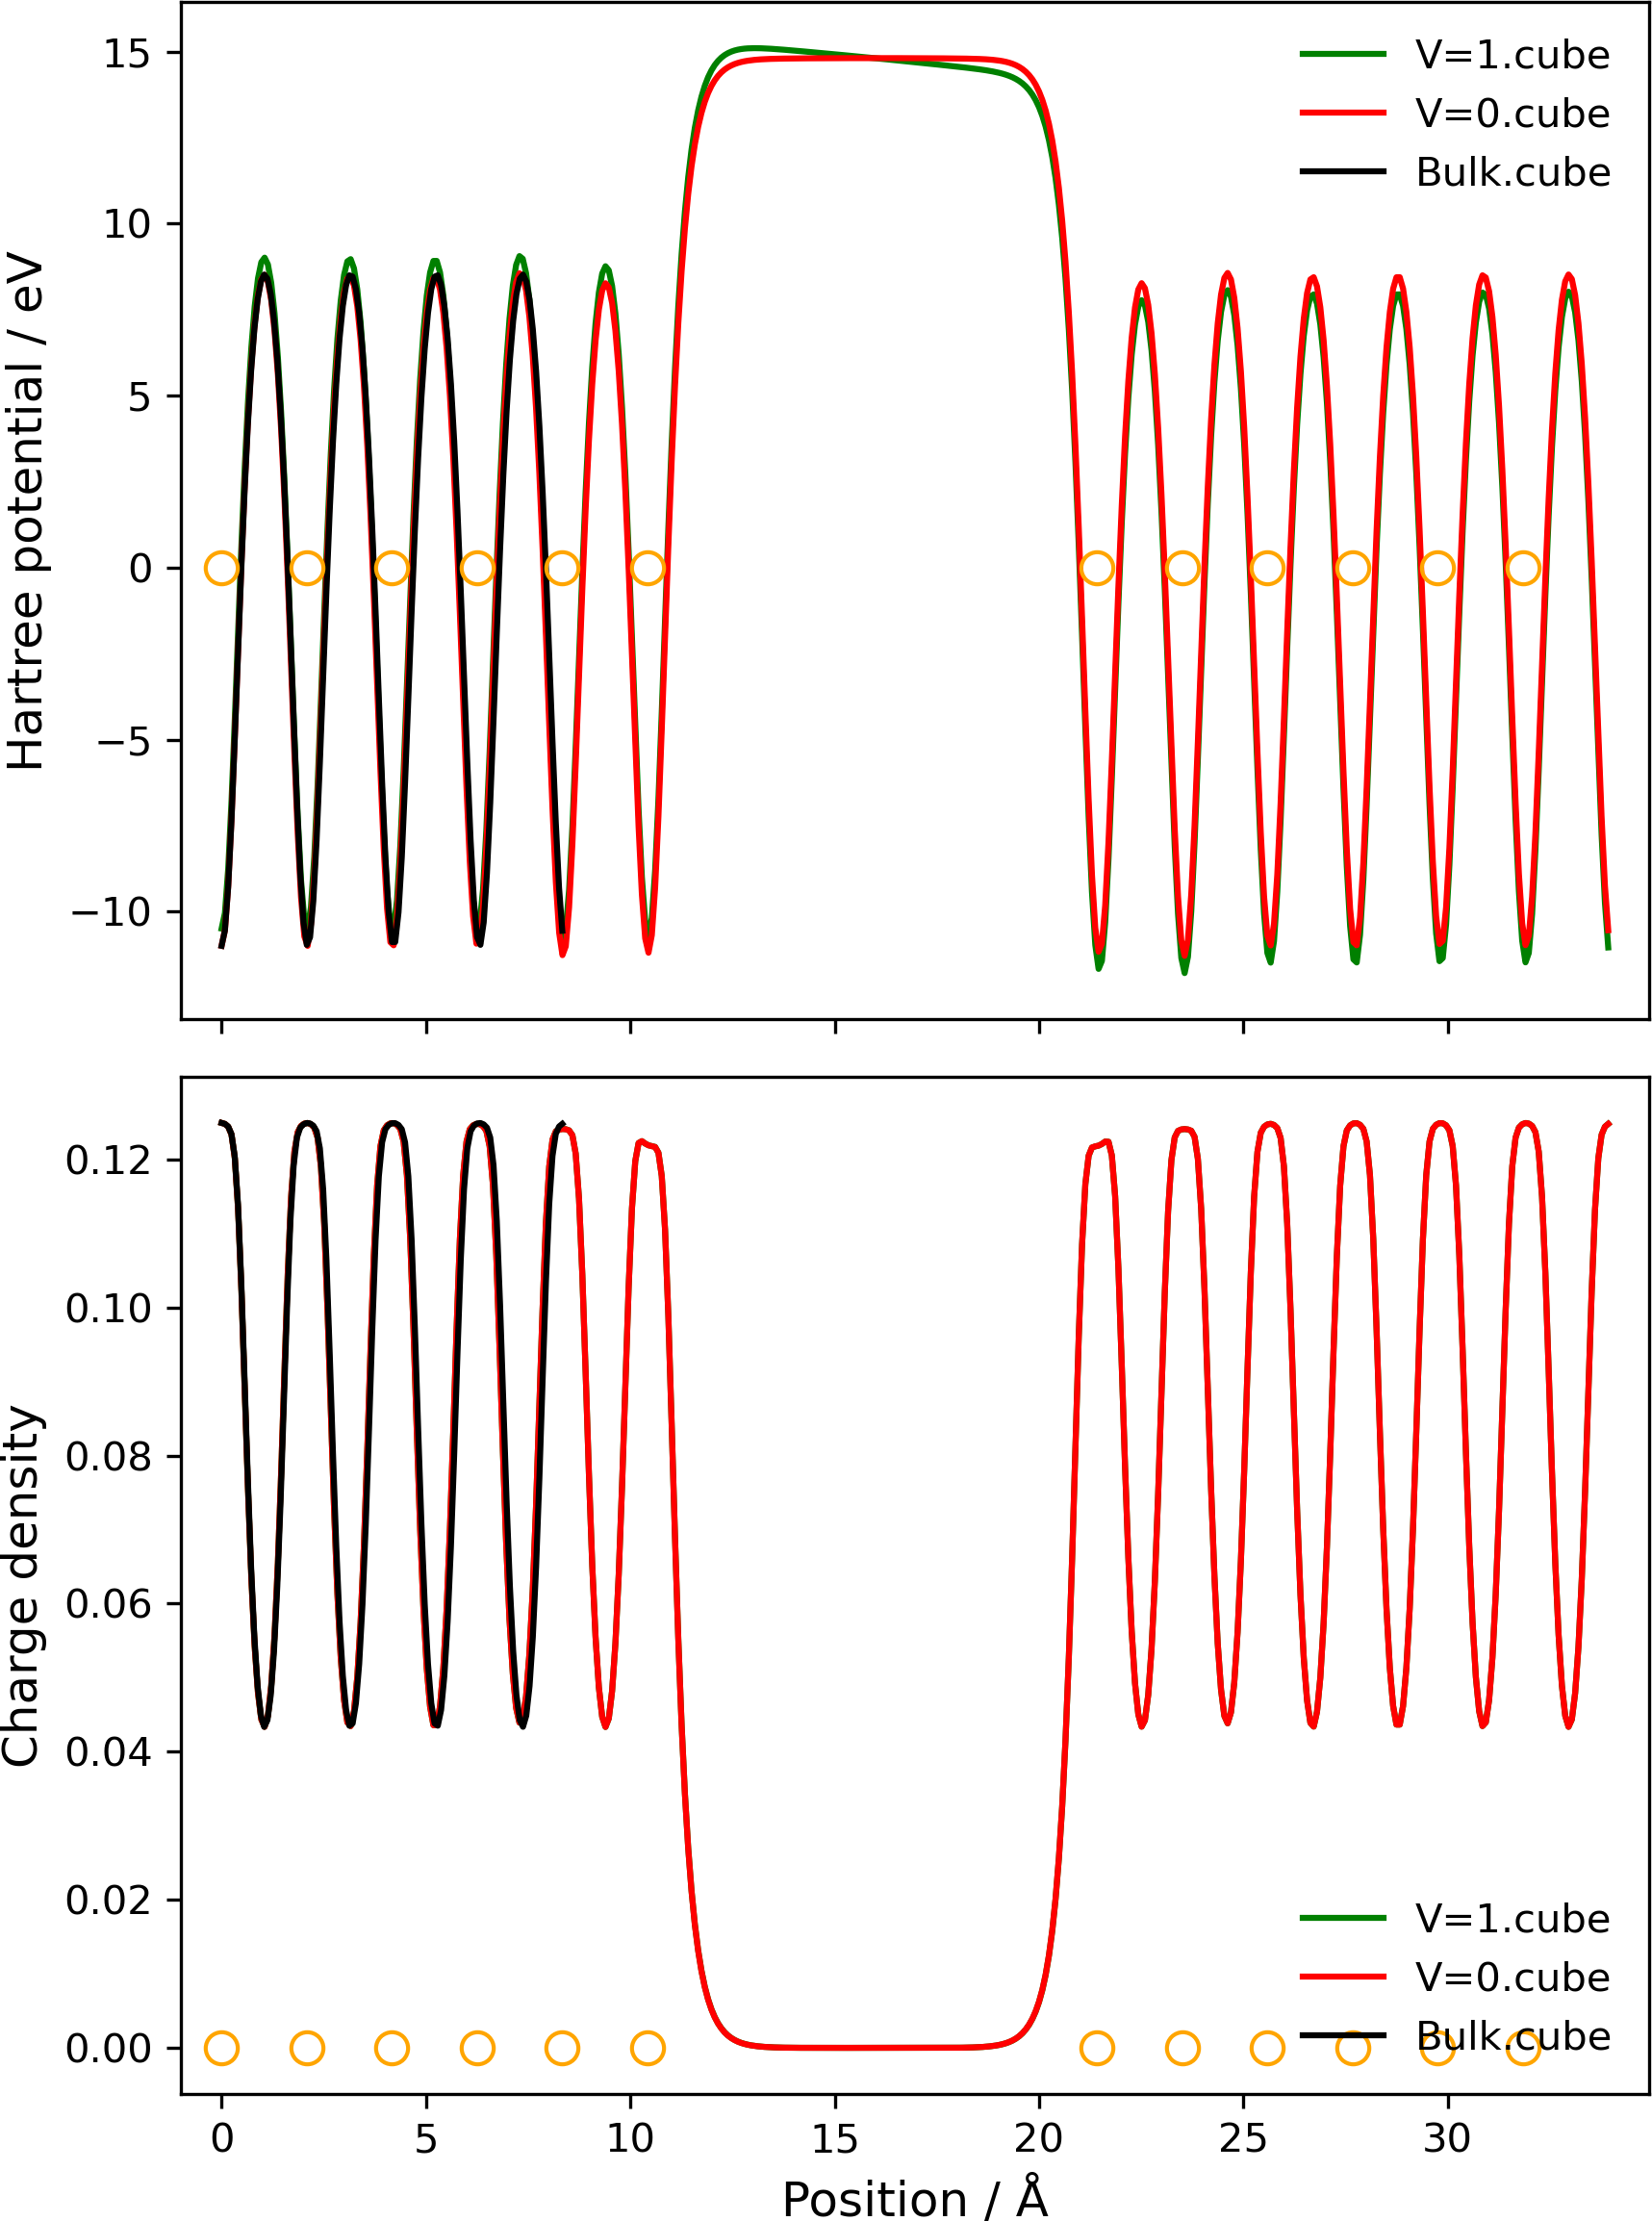 Hartree potential / eV
15
10
5
0
−5
−10
V=1.cube
V=0.cube
Bulk.cube
Charge density
0.12
0.10
0.08
0.06
0.04
0.02
0.00
V=1.cube
V=0.cube
Bulk.cube
0 5 10 15 20 25 30
Position / Å